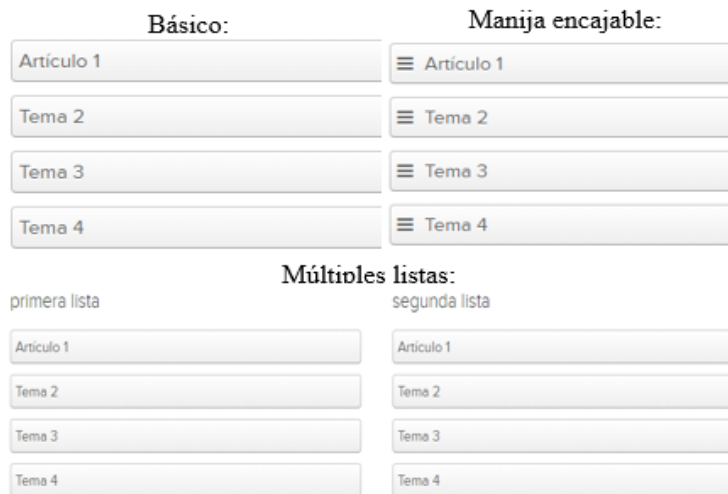 Básico:
Artículo 1
Tema 2
Tema 3
Tema 4
Manija encajable:
Artículo 1
Tema 2
Tema 3
Tema 4
Múltiples listas:
primera lista
Artículo 1
Tema 2
Tema 3
Tema 4
segunda lista
Artículo 1
Tema 2
Tema 3
Tema 4